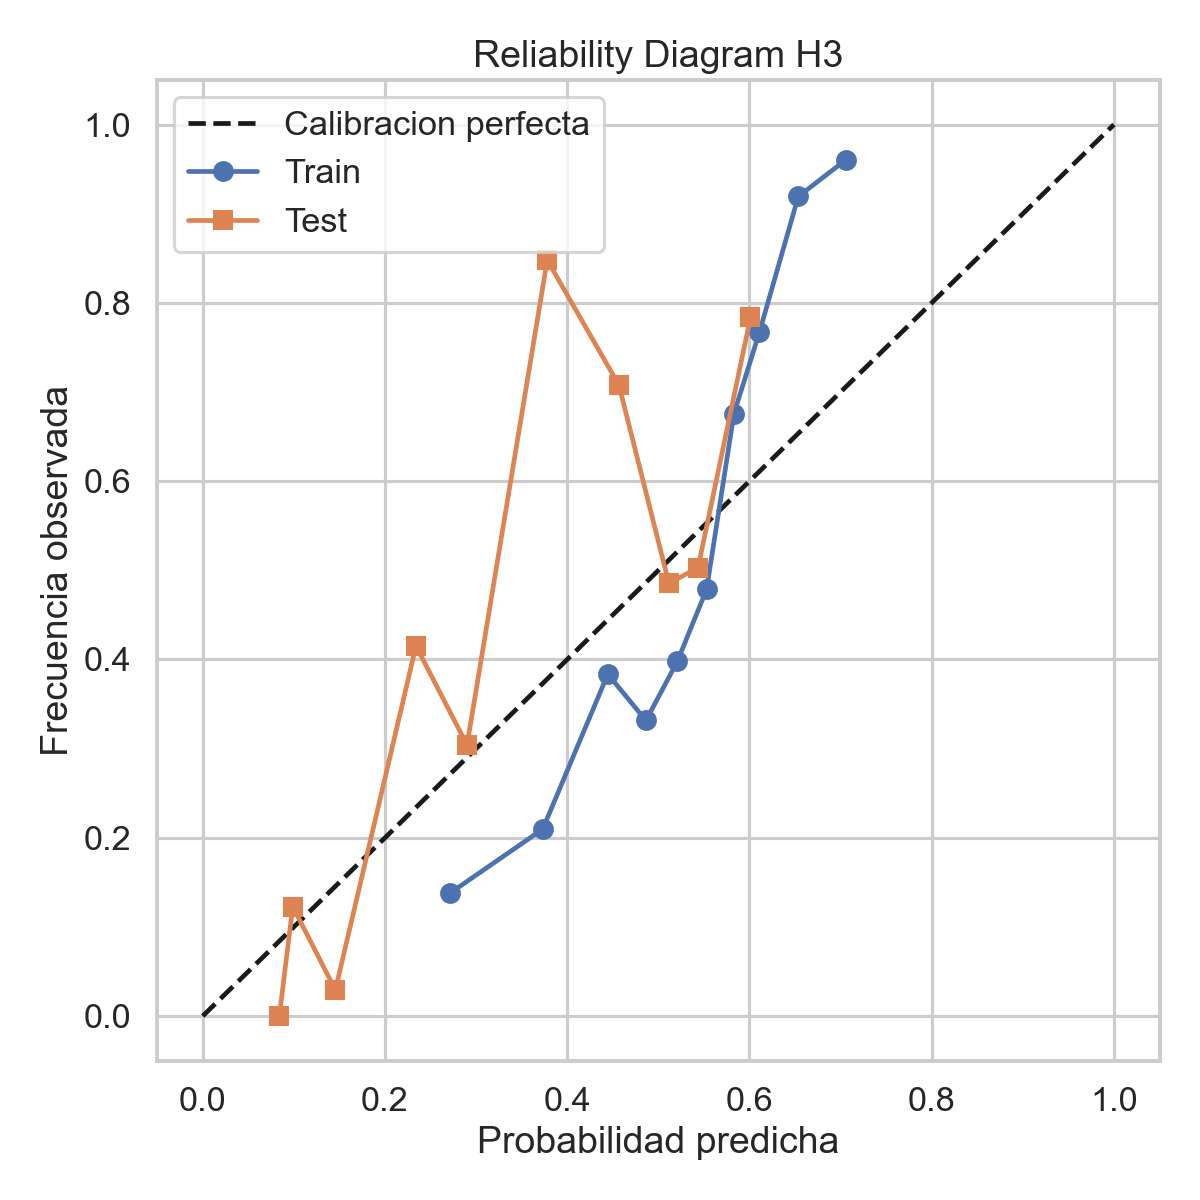 Reliability Diagram H3
Calibracion perfecta
Train
Test
Frecuencia observada
1.0
0.8
0.6
0.4
0.2
0.0
0.0 0.2 0.4 0.6 0.8 1.0
Probabilidad predicha